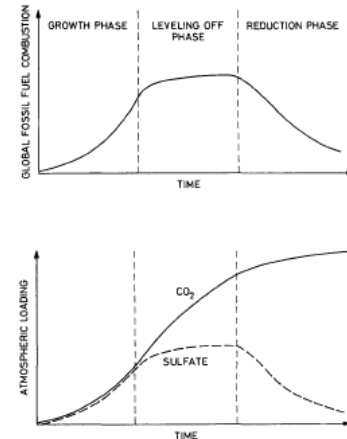 GROWTH PHASE
LEVELING OFF
PHASE
REDUCTION PHASE
GLOBAL FOSSIL FUEL COMBUSTION
TIME
ATMOSPHERIC LOADING
CO₂
SULFATE
TIME